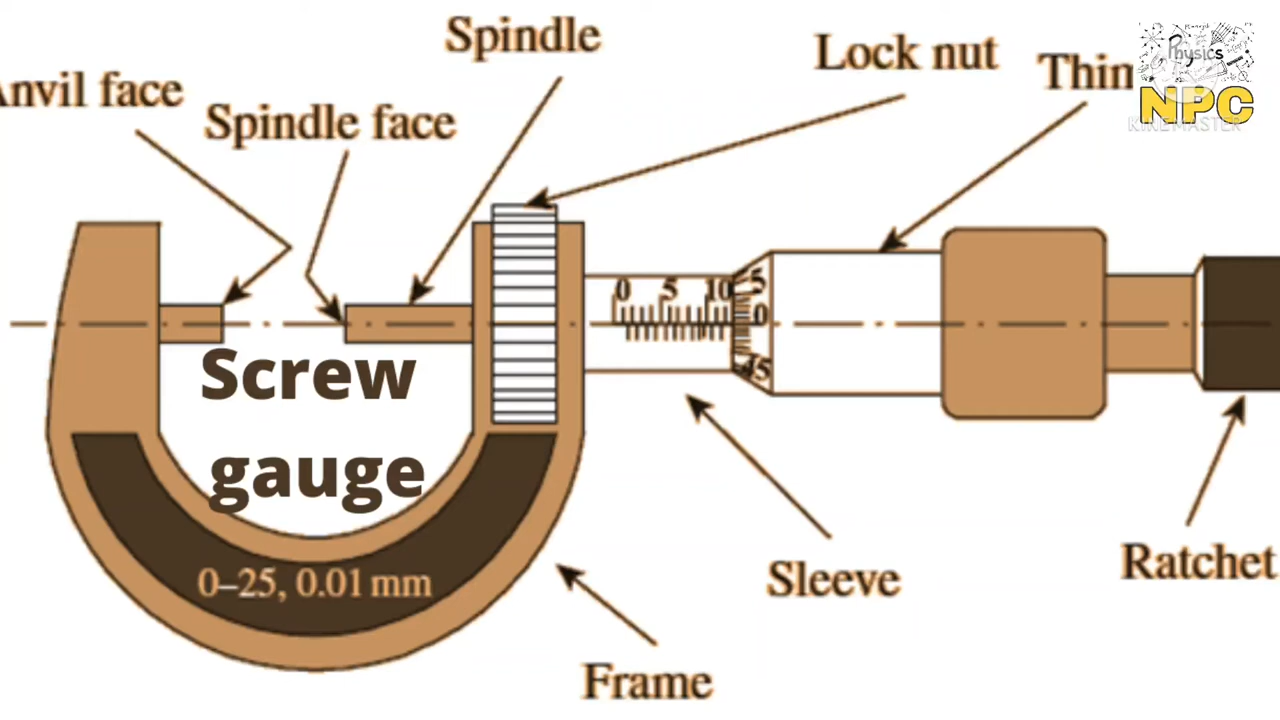 Spindle
Lock nut
Anvil face
Thin
Physics
NPC
KINEMASTER
Spindle face
0 5 10
5
0
45
Screw
gauge
0–25, 0.01 mm
Sleeve
Ratchet
Frame